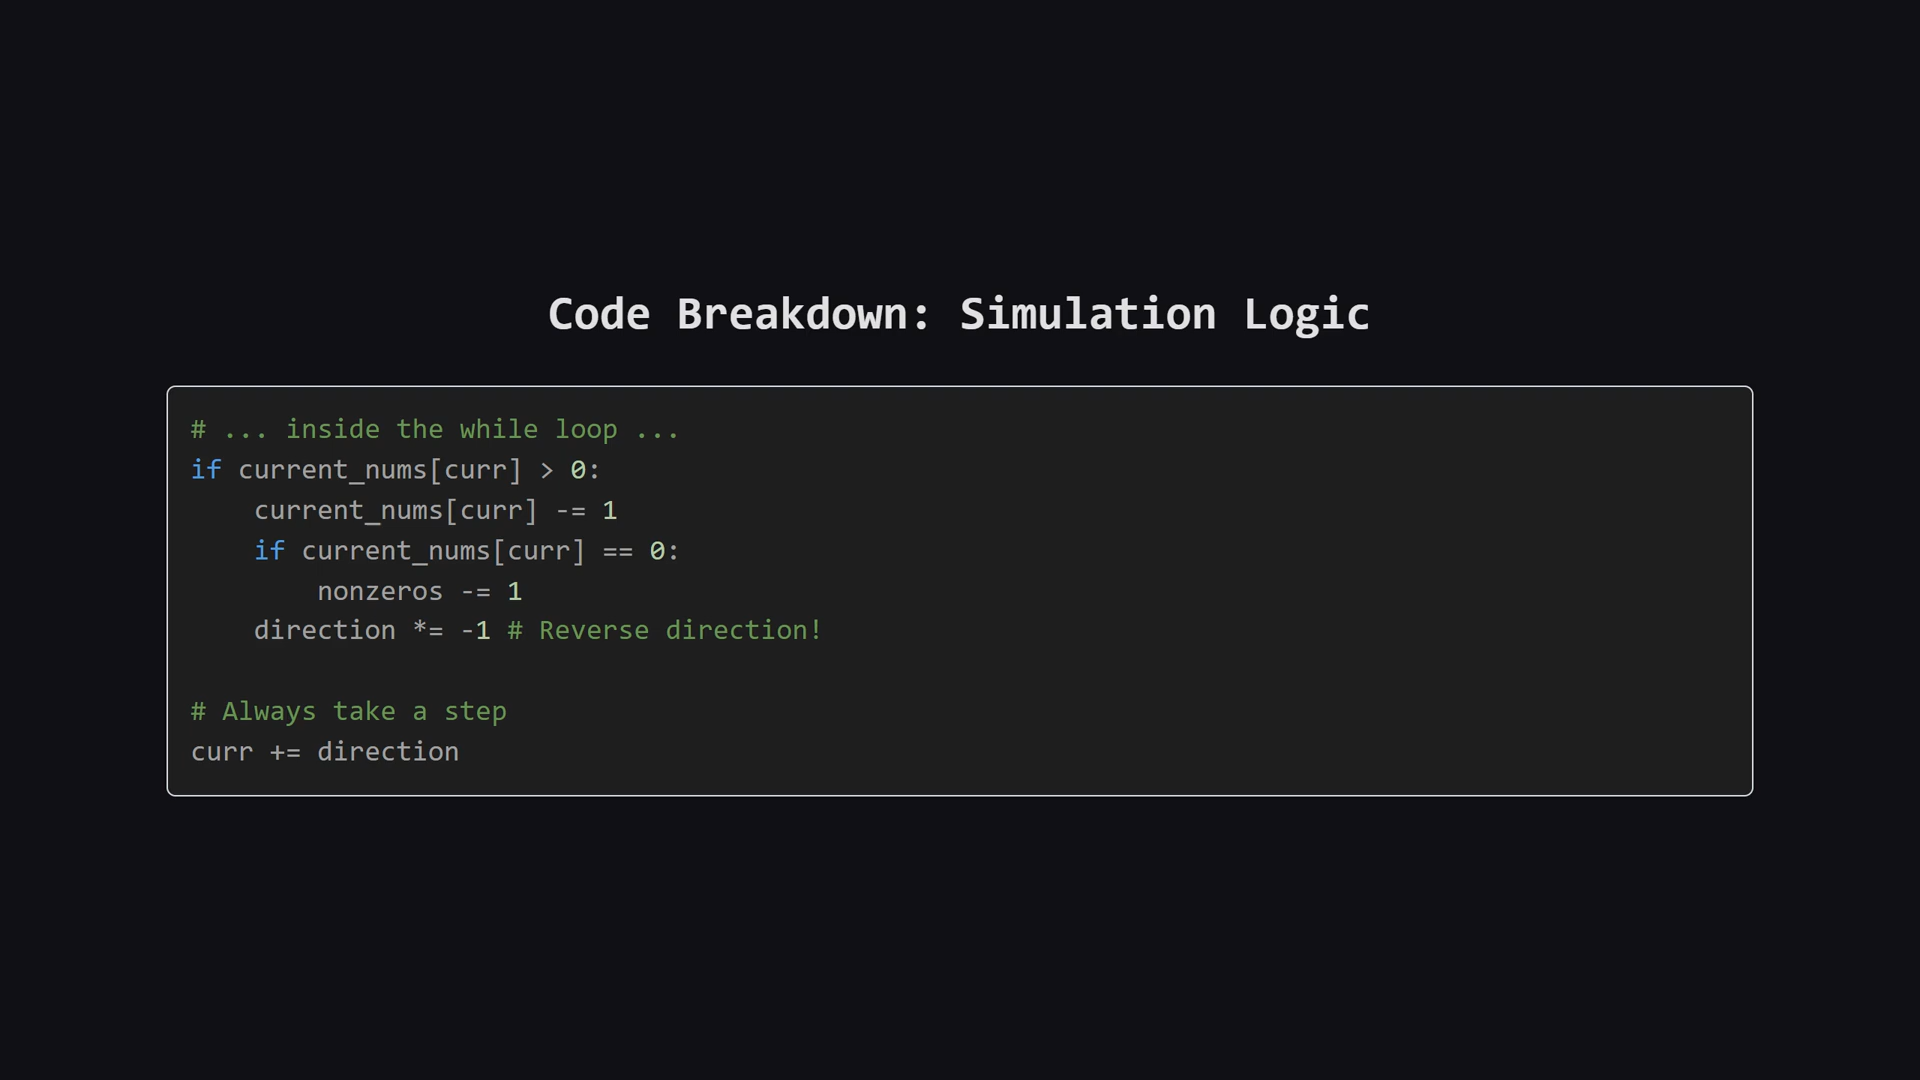 Code Breakdown: Simulation Logic
# ... inside the while loop ...
if current_nums[curr] > 0:
    current_nums[curr] -= 1
    if current_nums[curr] == 0:
        nonzeros -= 1
    direction *= -1 # Reverse direction!

# Always take a step
curr += direction